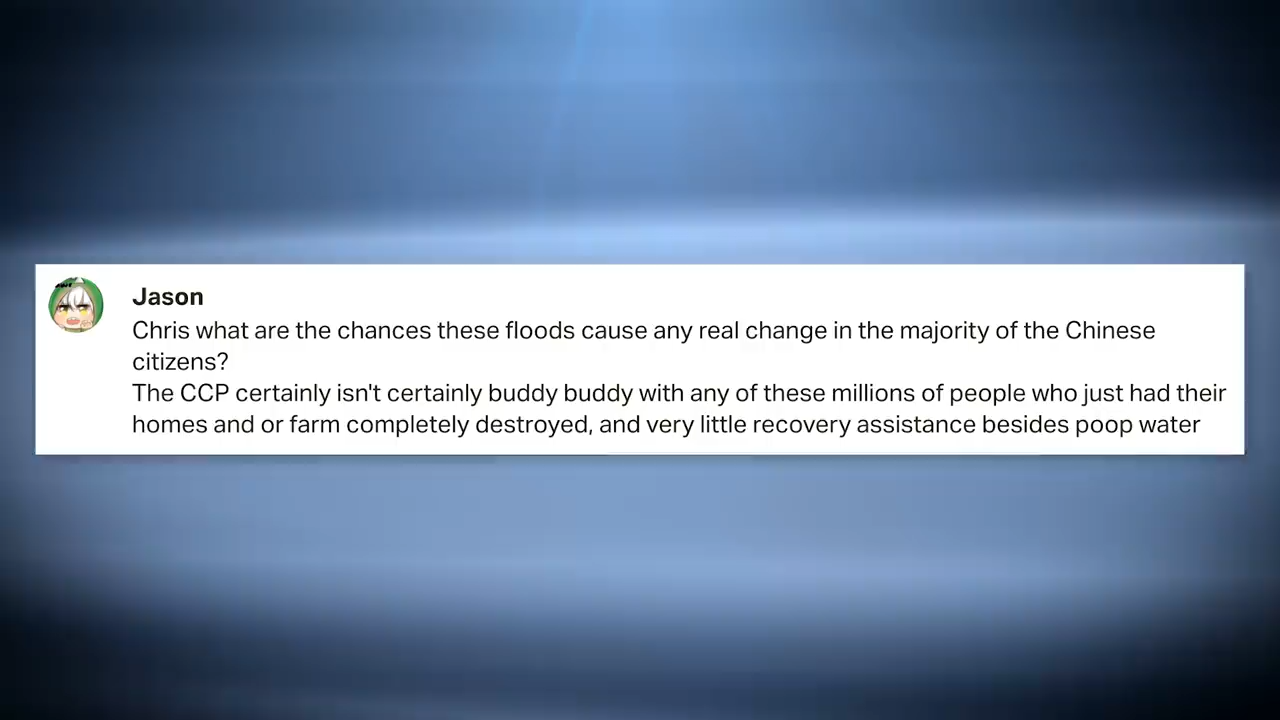 Jason
Chris what are the chances these floods cause any real change in the majority of the Chinese
citizens?
The CCP certainly isn't certainly buddy buddy with any of these millions of people who just had their
homes and or farm completely destroyed, and very little recovery assistance besides poop water